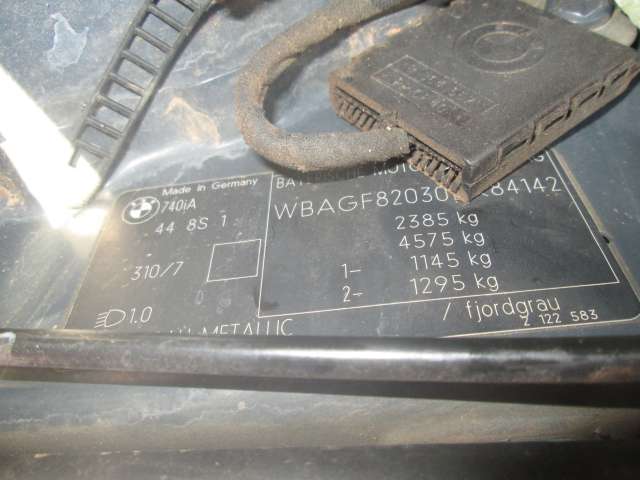 Made in Germany
740iA
44 8S 1
310/7
1.0
METALLIC
WBAGF82030 84142
2385 kg
4575 kg
1- 1145 kg
2- 1295 kg
/ fjordgrau
Z 122 583